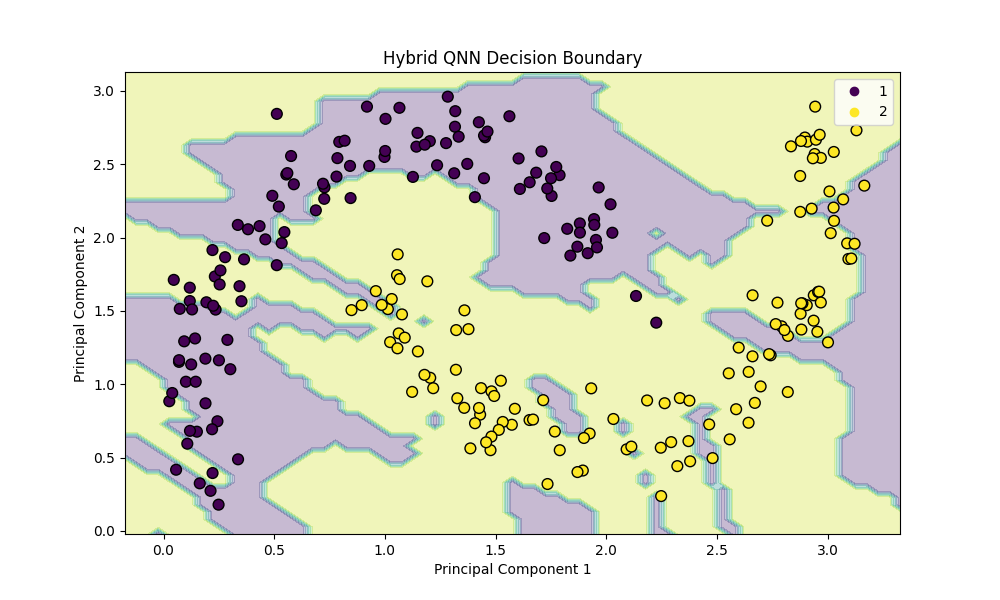 Hybrid QNN Decision Boundary
1
2
Principal Component 2
3.0
2.5
2.0
1.5
1.0
0.5
0.0
0.0 0.5 1.0 1.5 2.0 2.5 3.0
Principal Component 1